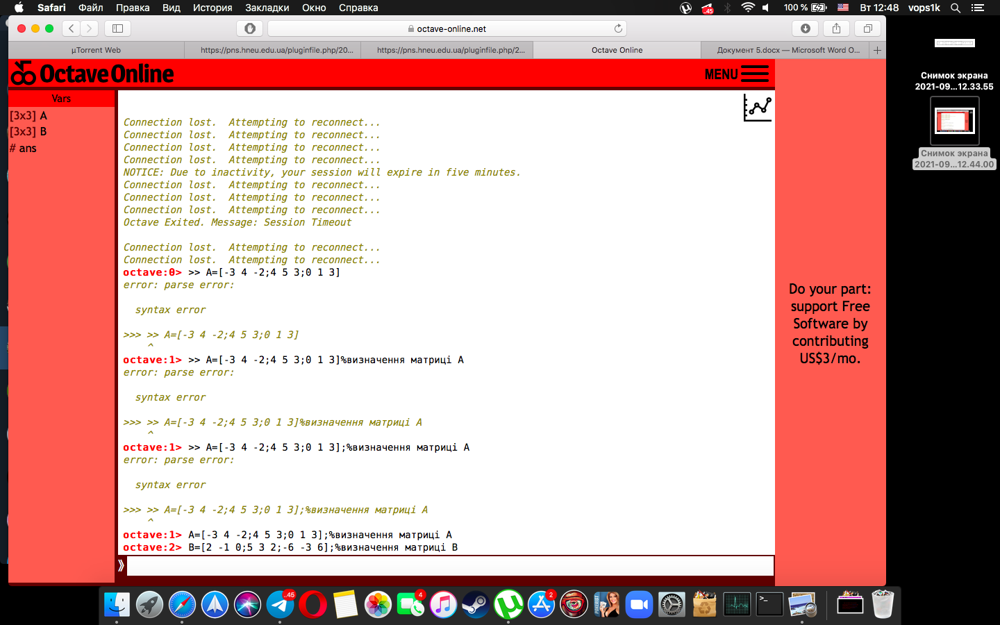 Safari Файл Правка Вид История Закладки Окно Справка
100 % Вт 12:48 vops1k
octave-online.net
µTorrent Web
https://pns.hneu.edu.ua/pluginfile.php/20...
https://pns.hneu.edu.ua/pluginfile.php/2...
Octave Online
Документ 5.docx — Microsoft Word O...
Octave Online
MENU
Vars
[3x3] A
[3x3] B
# ans
Connection lost.  Attempting to reconnect...
Connection lost.  Attempting to reconnect...
Connection lost.  Attempting to reconnect...
Connection lost.  Attempting to reconnect...
NOTICE: Due to inactivity, your session will expire in five minutes.
Connection lost.  Attempting to reconnect...
Connection lost.  Attempting to reconnect...
Connection lost.  Attempting to reconnect...
Octave Exited. Message: Session Timeout
Connection lost.  Attempting to reconnect...
Connection lost.  Attempting to reconnect...
octave:0> >> A=[-3 4 -2;4 5 3;0 1 3]
error: parse error:
syntax error
>>> >> A=[-3 4 -2;4 5 3;0 1 3]
^
octave:1> >> A=[-3 4 -2;4 5 3;0 1 3]%визначення матриці А
error: parse error:
syntax error
>>> >> A=[-3 4 -2;4 5 3;0 1 3]%визначення матриці А
^
octave:1> >> A=[-3 4 -2;4 5 3;0 1 3];%визначення матриці А
error: parse error:
syntax error
>>> >> A=[-3 4 -2;4 5 3;0 1 3];%визначення матриці А
^
octave:1> A=[-3 4 -2;4 5 3;0 1 3];%визначення матриці А
octave:2> B=[2 -1 0;5 3 2;-6 -3 6];%визначення матриці В
Do your part:
support Free
Software by
contributing
US$3/mo.
Снимок экрана
2021-09...12.33.55
Снимок экрана
2021-09...12.44.00
..45
4
2